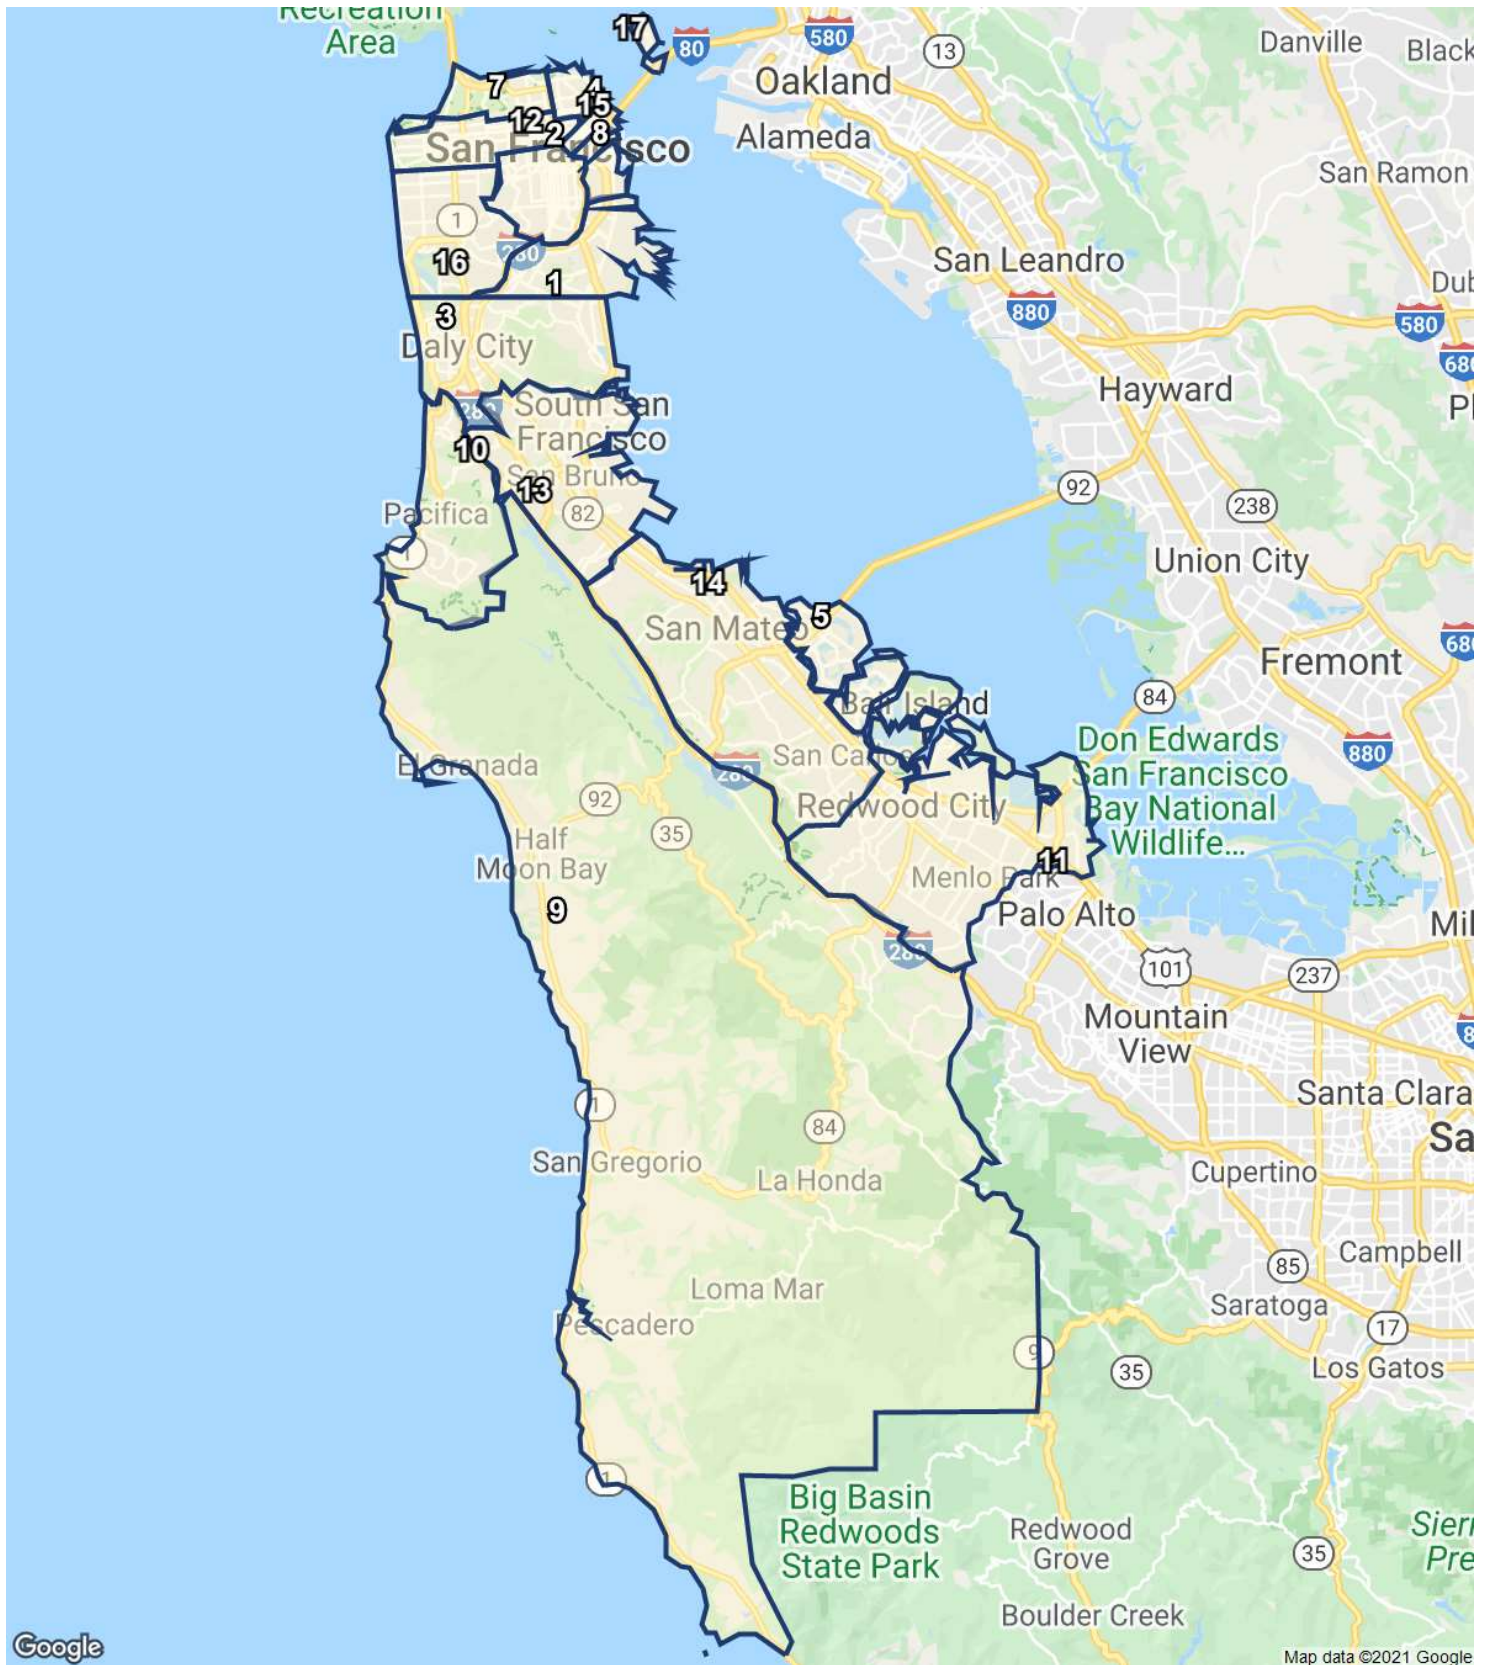 Recreation
Area
17
80
580
13
Danville
Black
Oakland
7
4
15
12
2
8
San Francisco
Alameda
San Ramon
1
280
16
1
San Leandro
880
Dub
580
680
3
Daly City
Hayward
Pl
280
South San
Francisco
10
San Bruno
13
82
Pacifica
1
92
238
Union City
14
5
San Mateo
680
Fremont
84
Bair Island
Don Edwards
San Francisco
Bay National
Wildlife...
880
El Granada
San Carlos
280
92
35
Redwood City
Half
Moon Bay
11
Menlo Park
9
Palo Alto
Mil
280
101
237
Mountain
View
8
Santa Clara
Sa
1
84
San Gregorio
La Honda
Cupertino
85
Campbell
Loma Mar
Saratoga
Pescadero
17
9
35
Los Gatos
1
Big Basin
Redwoods
State Park
Redwood
Grove
Sierr
Pre
35
Boulder Creek
Google
Map data ©2021 Google